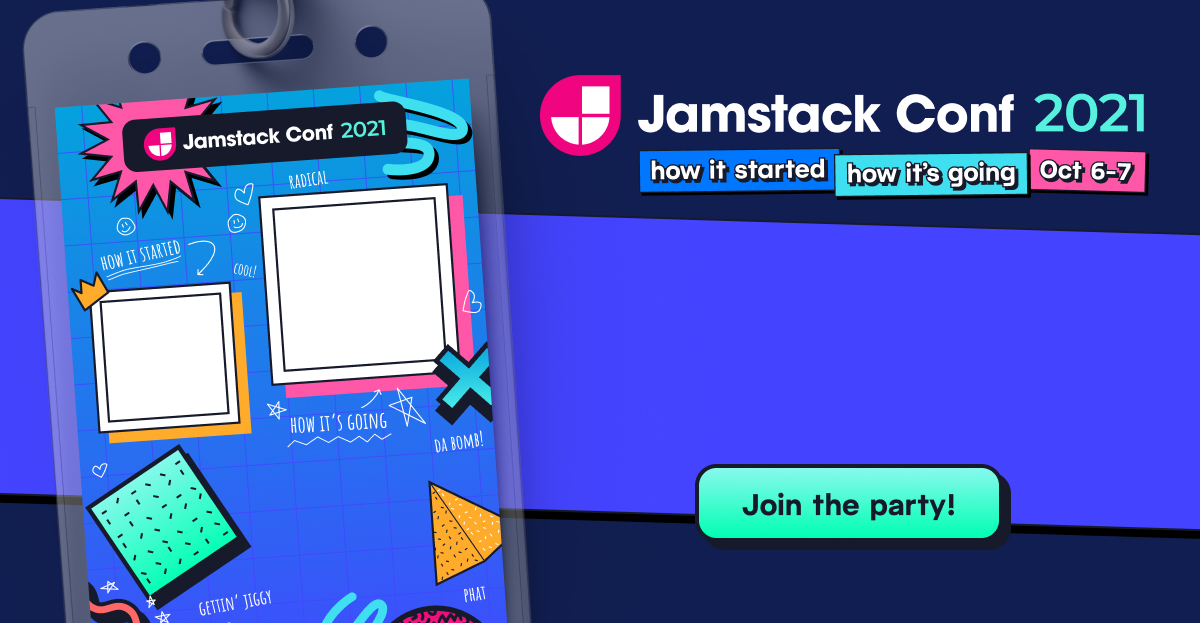 Jamstack Conf 2021
how it started how it's going Oct 6-7
Join the party!
Jamstack Conf 2021
RADICAL
HOW IT STARTED
COOL!
HOW IT'S GOING
DA BOMB!
GETTIN' JIGGY
PHAT